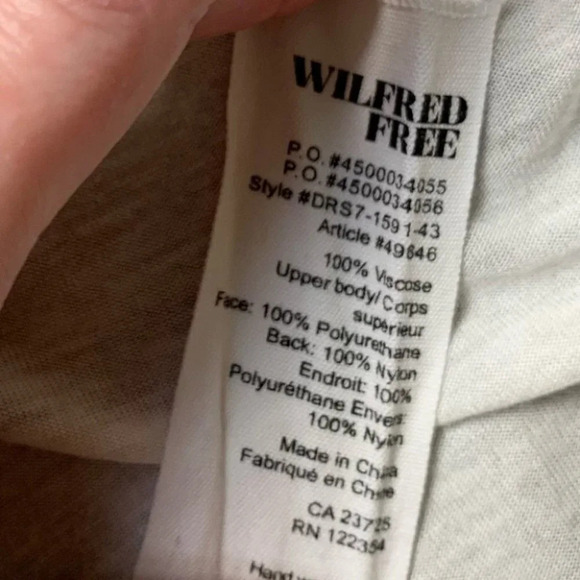 WILFRED
FREE
P.O. #4500034055
P.O. #4500034056
Style #DRS7-1591-43
Article #49646
100% Viscose
Upper body/Corps
supérieur
Face: 100% Polyurethane
Back: 100% Nylon
Endroit: 100%
Polyuréthane Envers:
100% Nylon
Made in China
Fabriqué en Chine
CA 23725
RN 122354
Hand